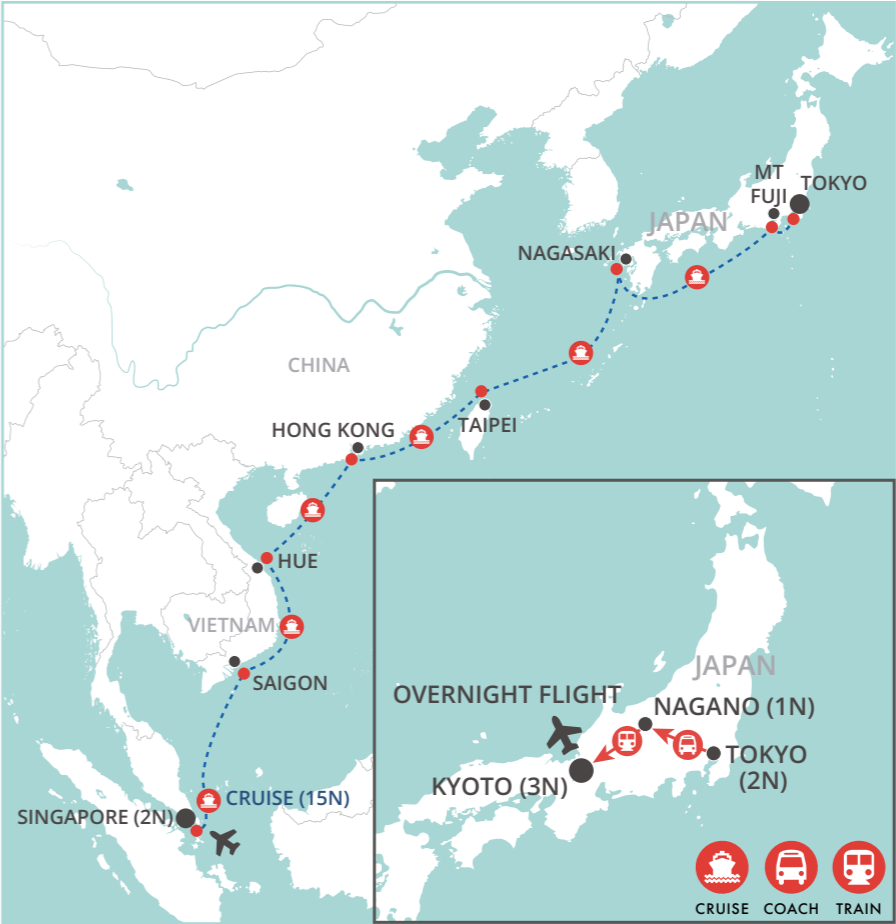 MT
FUJI
TOKYO
JAPAN
NAGASAKI
CHINA
TAIPEI
HONG KONG
HUE
VIETNAM
SAIGON
CRUISE (15N)
SINGAPORE (2N)
JAPAN
OVERNIGHT FLIGHT
NAGANO (1N)
TOKYO
(2N)
KYOTO (3N)
CRUISE
COACH
TRAIN